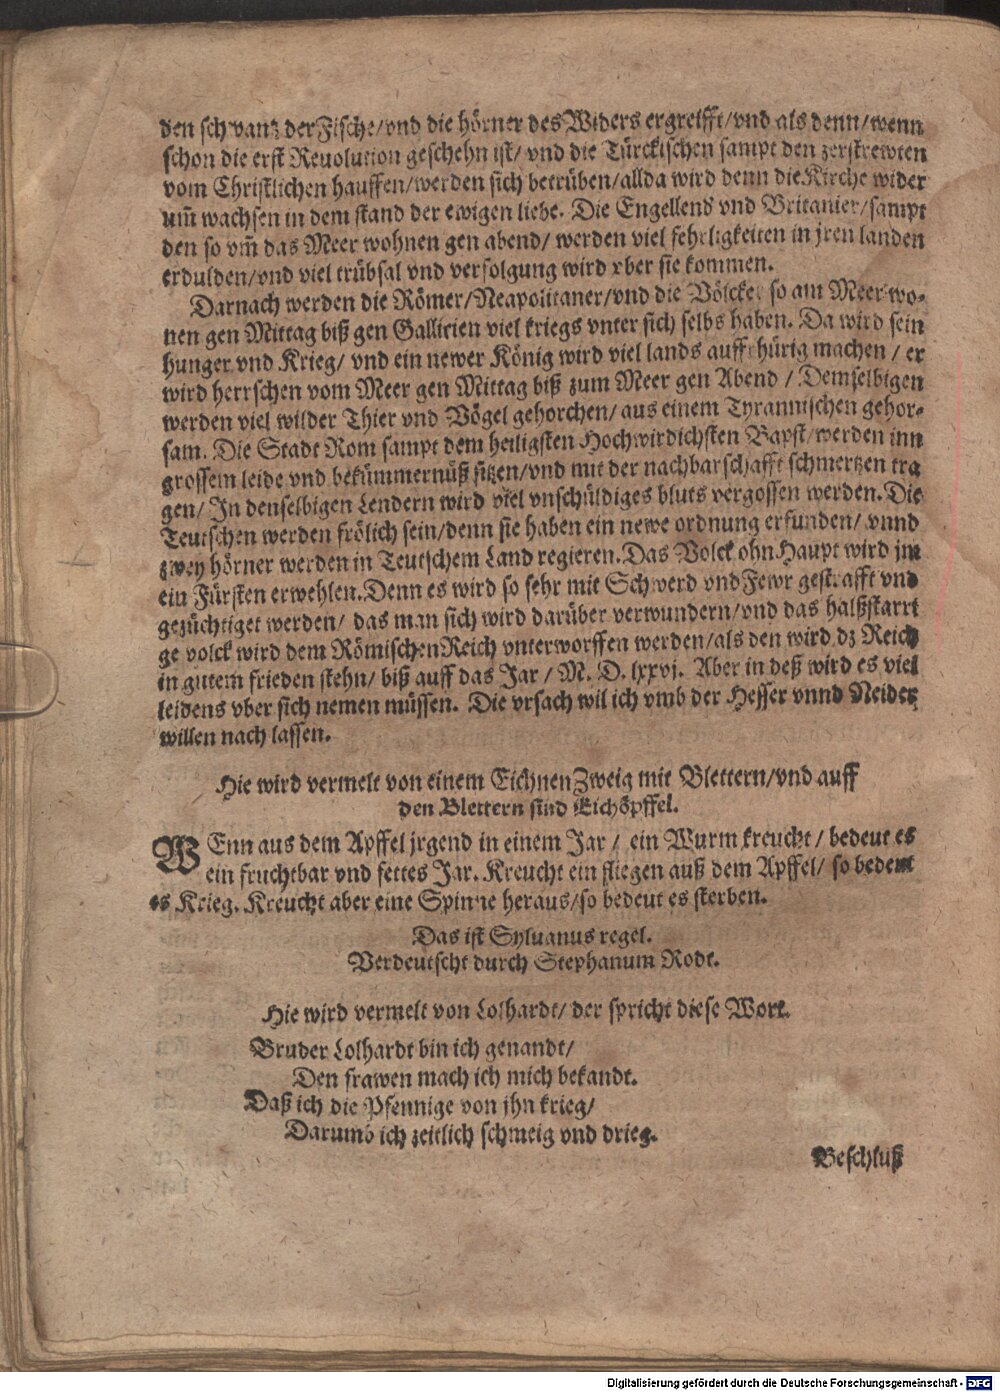 den schwantz der Fische/vnd die hörner des Widers ergreifft/vnd als denn/wenn
schon die erst Reuolution geschehn ist/ vnd die Türckischen sampt den zerstrewten
vom Christlichen hauffen/werden sich betrüben/allda wird denn die Kirche wider
um̃ wachsen in dem stand der ewigen liebe. Die Engellend vnd Britanier/sampt
den so vm̃ das Meer wohnen gen abend/ werden viel fehrligkeiten in jren landen
erdulden/vnd viel trübsal vnd verfolgung wird vber sie kommen.
Darnach werden die Römer/Neapolitaner/vnd die Völcker so am Meer wo-
nen gen Mittag biß gen Gallicien viel kriegs vnter sich selbs haben. Da wird sein
hunger vnd Krieg/ vnd ein newer König wird viel lands auffrhürig machen / er
wird herrschen vom Meer gen Mittag biß zum Meer gen Abend / Demselbigen
werden viel wilder Thier vnd Vögel gehorchen/ aus einem Tyrannischen gehor-
sam. Die Stadt Rom sampt dem heiligsten Hochwirdichsten Bapst/werden inn
grossem leide vnd bekümmernüß sitzen/vnd mit der nachbarschafft schmertzen tra
gen/ In denselbigen Lendern wird viel vnschüldiges bluts vergossen werden. Die
Teutschen werden frölich sein/denn sie haben ein newe ordnung erfunden/ vnnd
zwey hörner werden in Teutschem Land regieren. Das Volck ohn Haupt wird jm
ein Fürsten erwehlen. Denn es wird so sehr mit Schwerd vnd Fewr gestrafft vnd
gezüchtiget werden/ das man sich wird darüber verwundern/vnd das halßstarri
ge volck wird dem Römischen Reich vnterworffen werden/als den wird dz Reich
in gutem frieden stehn/ biß auff das Jar / M. D. lxxvj. Aber in deß wird es viel
leidens vber sich nemen müssen. Die vrsach wil ich vmb der Hesser vnnd Neider
willen nach lassen.
Hie wird vermelt von einem Eichnen Zweig mit Blettern/vnd auff
den Blettern sind Eichöpffel.
WEnn aus dem Apffel jrgend in einem Jar / ein Wurm kreucht / bedeut es
ein fruchtbar vnd fettes Jar. Kreucht ein fliegen auß dem Apffel/ so bedeut
es Krieg. Kreucht aber eine Spinne heraus/so bedeut es sterben.
Das ist Syluanus regel.
Verdeutscht durch Stephanum Rodt.
Hie wird vermelt von Lolhardt/ der spricht diese Wort.
Bruder Lolhardt bin ich genandt/
Den frawen mach ich mich bekandt.
Daß ich die Pfennige von jhn krieg/
Darumb ich zeitlich schmeig vnd drieg.
Beschluß
Digitalisierung gefördert durch die Deutsche Forschungsgemeinschaft - DFG